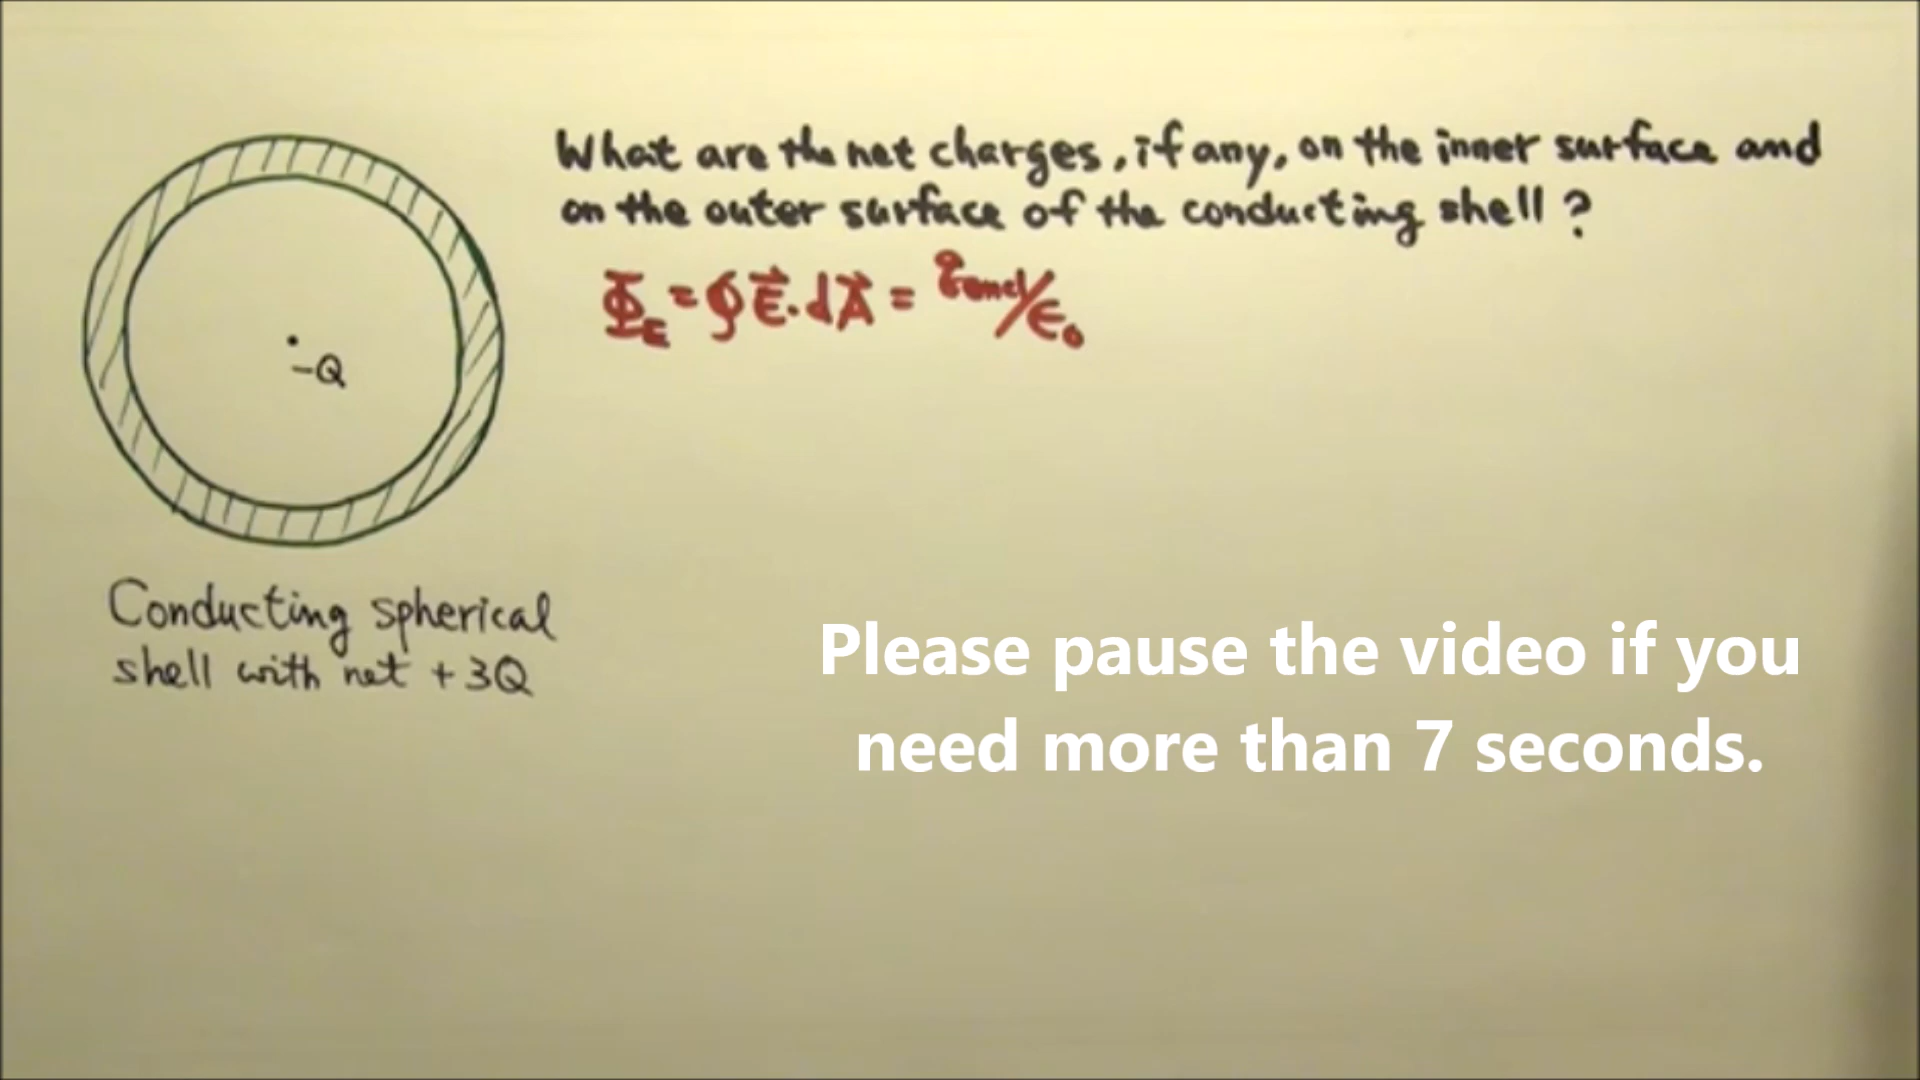 What are the net charges, if any, on the inner surface and
on the outer surface of the conducting shell?
Φ_E = ∮ E⃗ · dA⃗ = q_encl/ε₀
-Q
Conducting spherical
shell with net +3Q
Please pause the video if you
need more than 7 seconds.